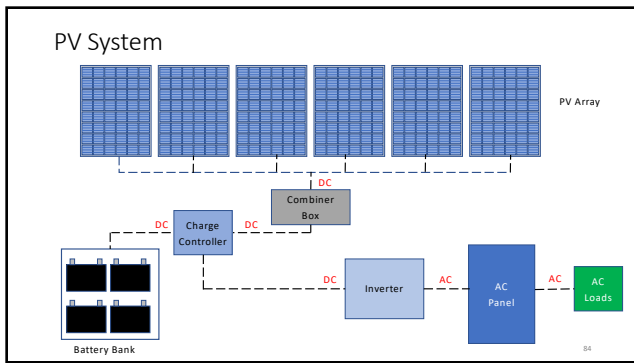 PV System
PV Array
DC
Combiner
Box
DC
Charge
Controller
DC
DC
Inverter
AC
AC
Panel
AC
AC
Loads
Battery Bank
84